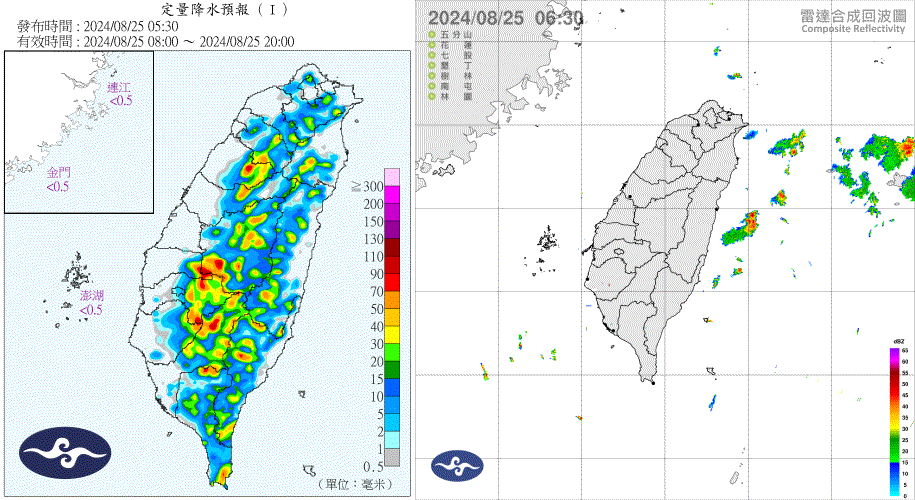 定量降水預報（I）
發布時間：2024/08/25 05:30
有效時間：2024/08/25 08:00 ～ 2024/08/25 20:00
連江
<0.5
金門
<0.5
澎湖
<0.5
≧300
200
150
130
110
90
70
50
40
30
20
15
10
5
2
1
0.5
（單位：毫米）
2024/08/25 06:30
雷達合成回波圖
Composite Reflectivity
五分山
花蓮
七股
墾丁
樹林
南屯
林園
dBZ
65
60
55
50
45
40
35
30
25
20
15
10
5
0